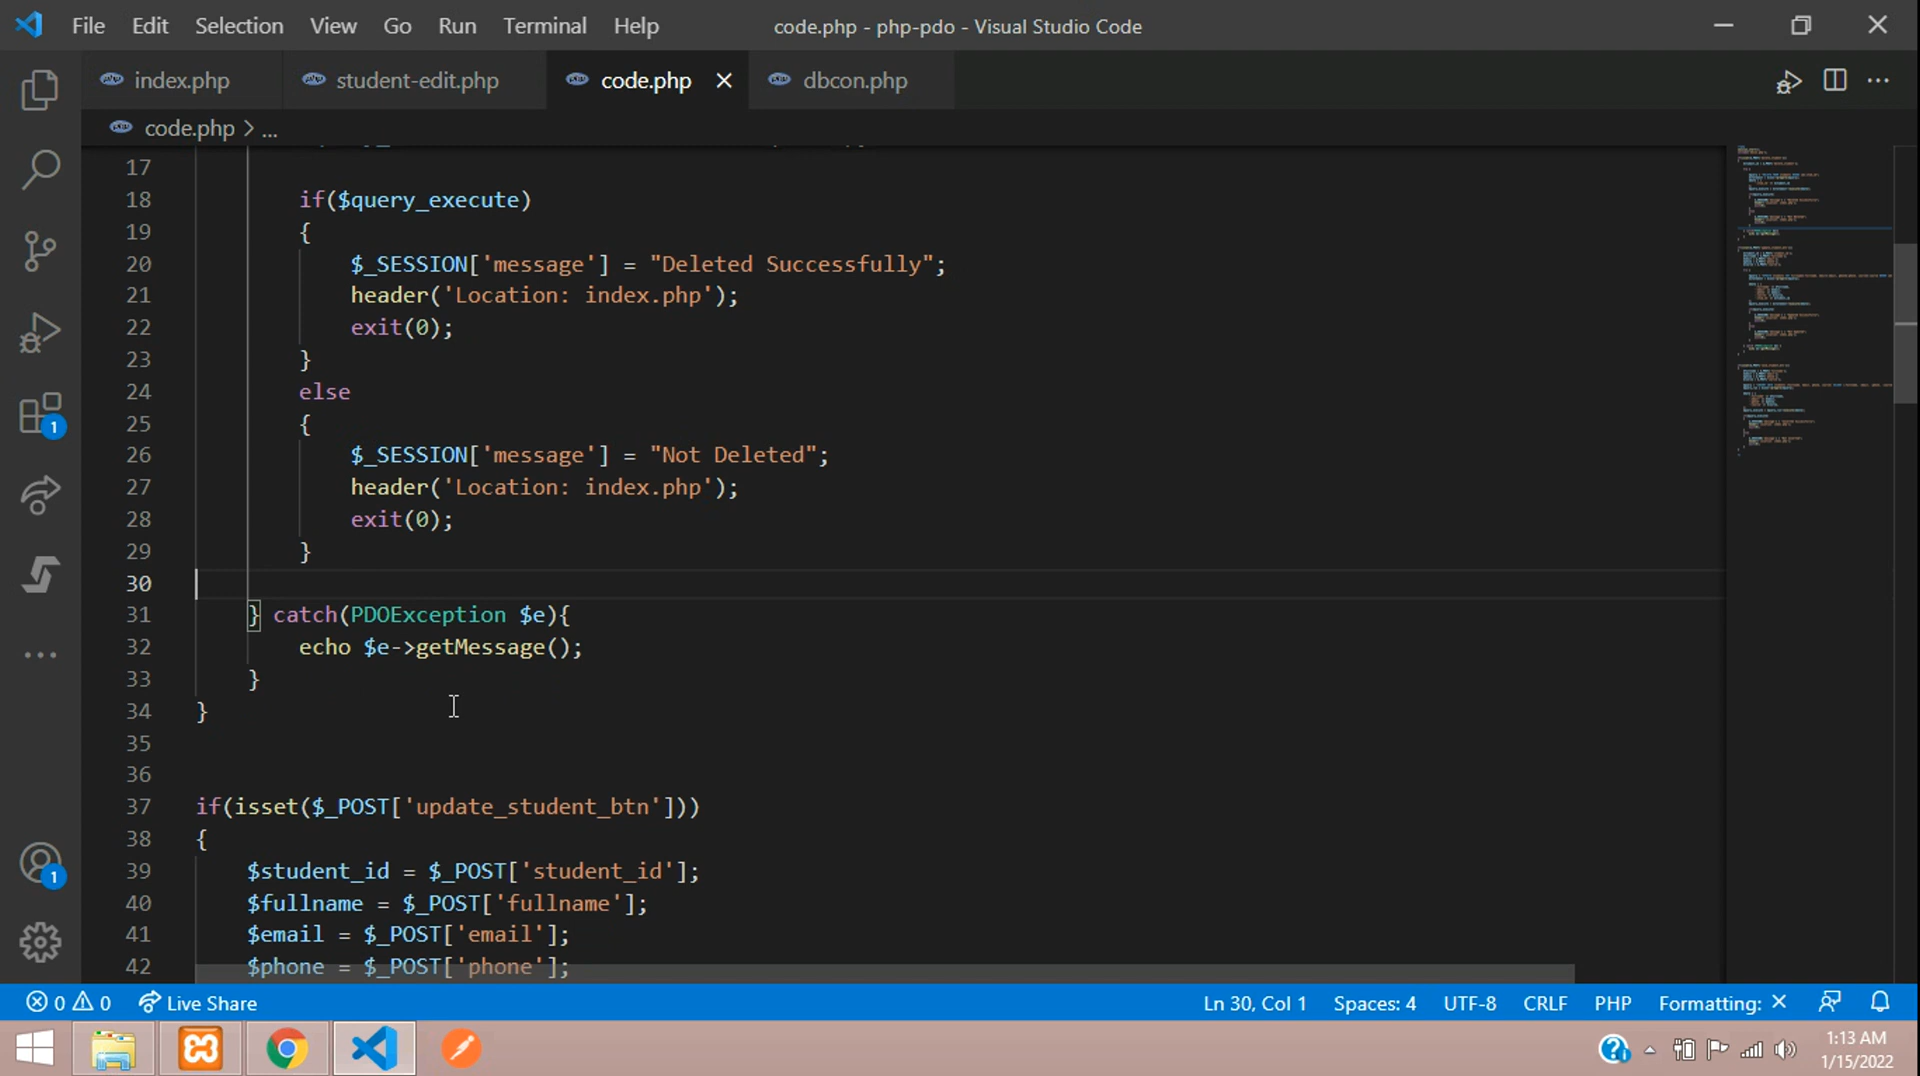 File Edit Selection View Go Run Terminal Help code.php - php-pdo - Visual Studio Code
index.php student-edit.php code.php dbcon.php
code.php > ...
17
18 if($query_execute)
19 {
20 $_SESSION['message'] = "Deleted Successfully";
21 header('Location: index.php');
22 exit(0);
23 }
24 else
25 {
26 $_SESSION['message'] = "Not Deleted";
27 header('Location: index.php');
28 exit(0);
29 }
30
31 } catch(PDOException $e){
32 echo $e->getMessage();
33 }
34 }
35
36
37 if(isset($_POST['update_student_btn']))
38 {
39 $student_id = $_POST['student_id'];
40 $fullname = $_POST['fullname'];
41 $email = $_POST['email'];
42 $phone = $_POST['phone'];
1
1
0 0 Live Share Ln 30, Col 1 Spaces: 4 UTF-8 CRLF PHP Formatting: ×
1:13 AM
1/15/2022